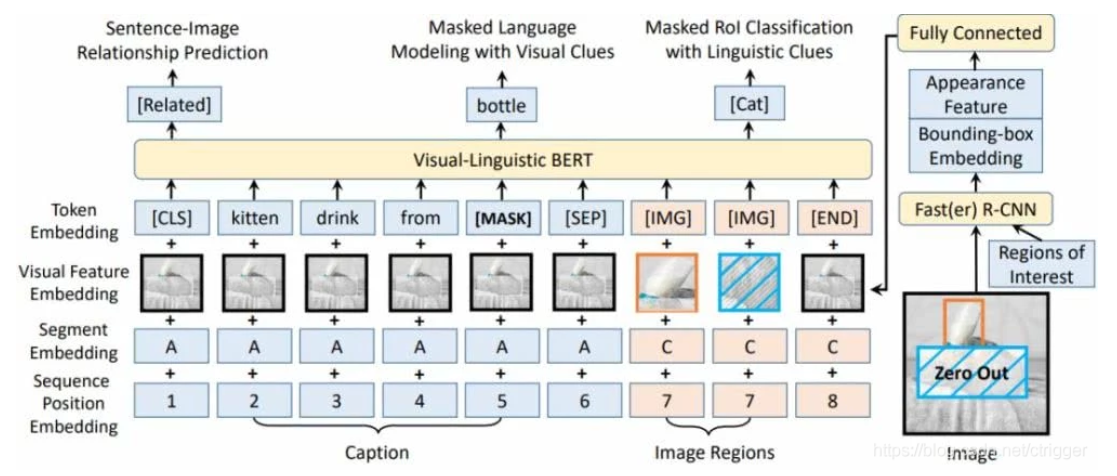 Sentence-Image
Relationship Prediction
Masked Language
Modeling with Visual Clues
Masked RoI Classification
with Linguistic Clues
Fully Connected
[Related]
bottle
[Cat]
Appearance
Feature
Bounding-box
Embedding
Visual-Linguistic BERT
Token
Embedding
[CLS] kitten drink from [MASK] [SEP] [IMG] [IMG] [END]
Fast(er) R-CNN
+ + + + + + + + +
Regions of
Interest
Visual Feature
Embedding
+ + + + + + + + +
Segment
Embedding
A A A A A A C C C
+ + + + + + + + +
Zero Out
Sequence
Position
Embedding
1 2 3 4 5 6 7 7 8
Caption
Image Regions
Image